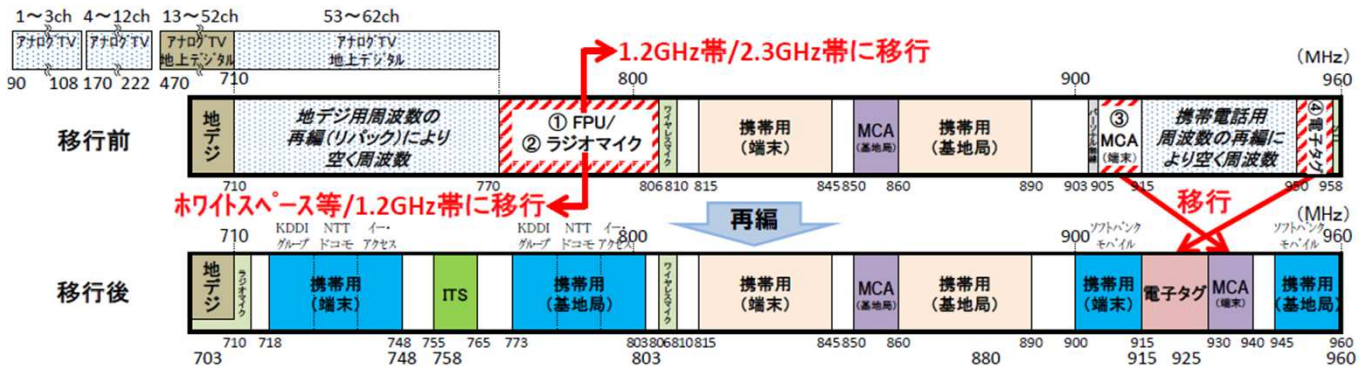 1～3ch 4～12ch 13～52ch 53～62ch
アナログTV アナログTV アナログTV 地上デジタル アナログTV 地上デジタル
90 108 170 222 470 710
1.2GHz帯/2.3GHz帯に移行
800 900 (MHz) 960
移行前
地デジ
地デジ用周波数の
再編(リパック)により
空く周波数
① FPU/
② ラジオマイク
ワイヤレスマイク
携帯用
(端末)
MCA
(基地局)
携帯用
(基地局)
パーソナル無線
③
MCA
(端末)
携帯電話用
周波数の再編に
より空く周波数
④電子タグ
710 770 806 810 815 845 850 860 890 903 905 915 950 958
ホワイトスペース等/1.2GHz帯に移行
再編
移行
(MHz)
KDDI
グループ
NTT
ドコモ
イー・
アクセス
KDDI
グループ
NTT
ドコモ
イー・
アクセス
ソフトバンク
モバイル
ソフトバンク
モバイル
710 800 900 960
移行後
地デジ
ラジオマイク
携帯用
(端末)
ITS
携帯用
(基地局)
ワイヤレスマイク
携帯用
(端末)
MCA
(基地局)
携帯用
(基地局)
携帯用
(端末)
電子タグ
MCA
(端末)
携帯用
(基地局)
710 718 748 755 765 773 803 806 810 815 845 850 860 890 900 915 930 940 945 960
703 748 758 803 880 915 925 960